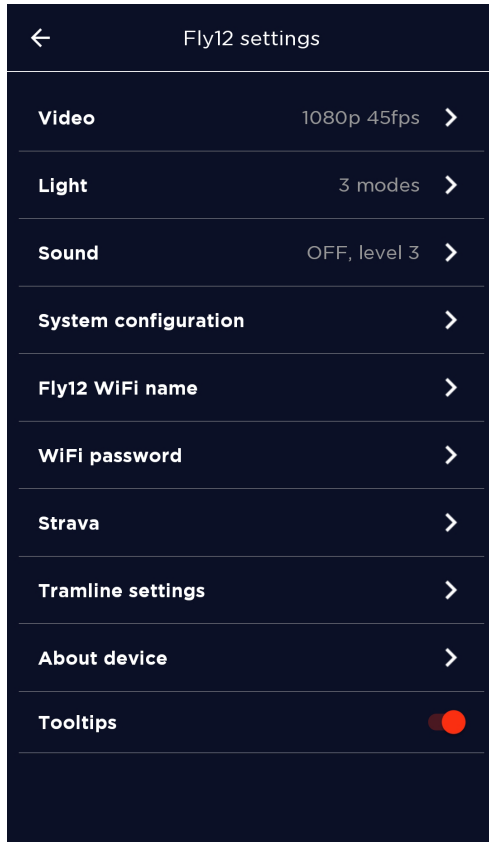 Fly12 settings
Video 1080p 45fps
Light 3 modes
Sound OFF, level 3
System configuration
Fly12 WiFi name
WiFi password
Strava
Tramline settings
About device
Tooltips